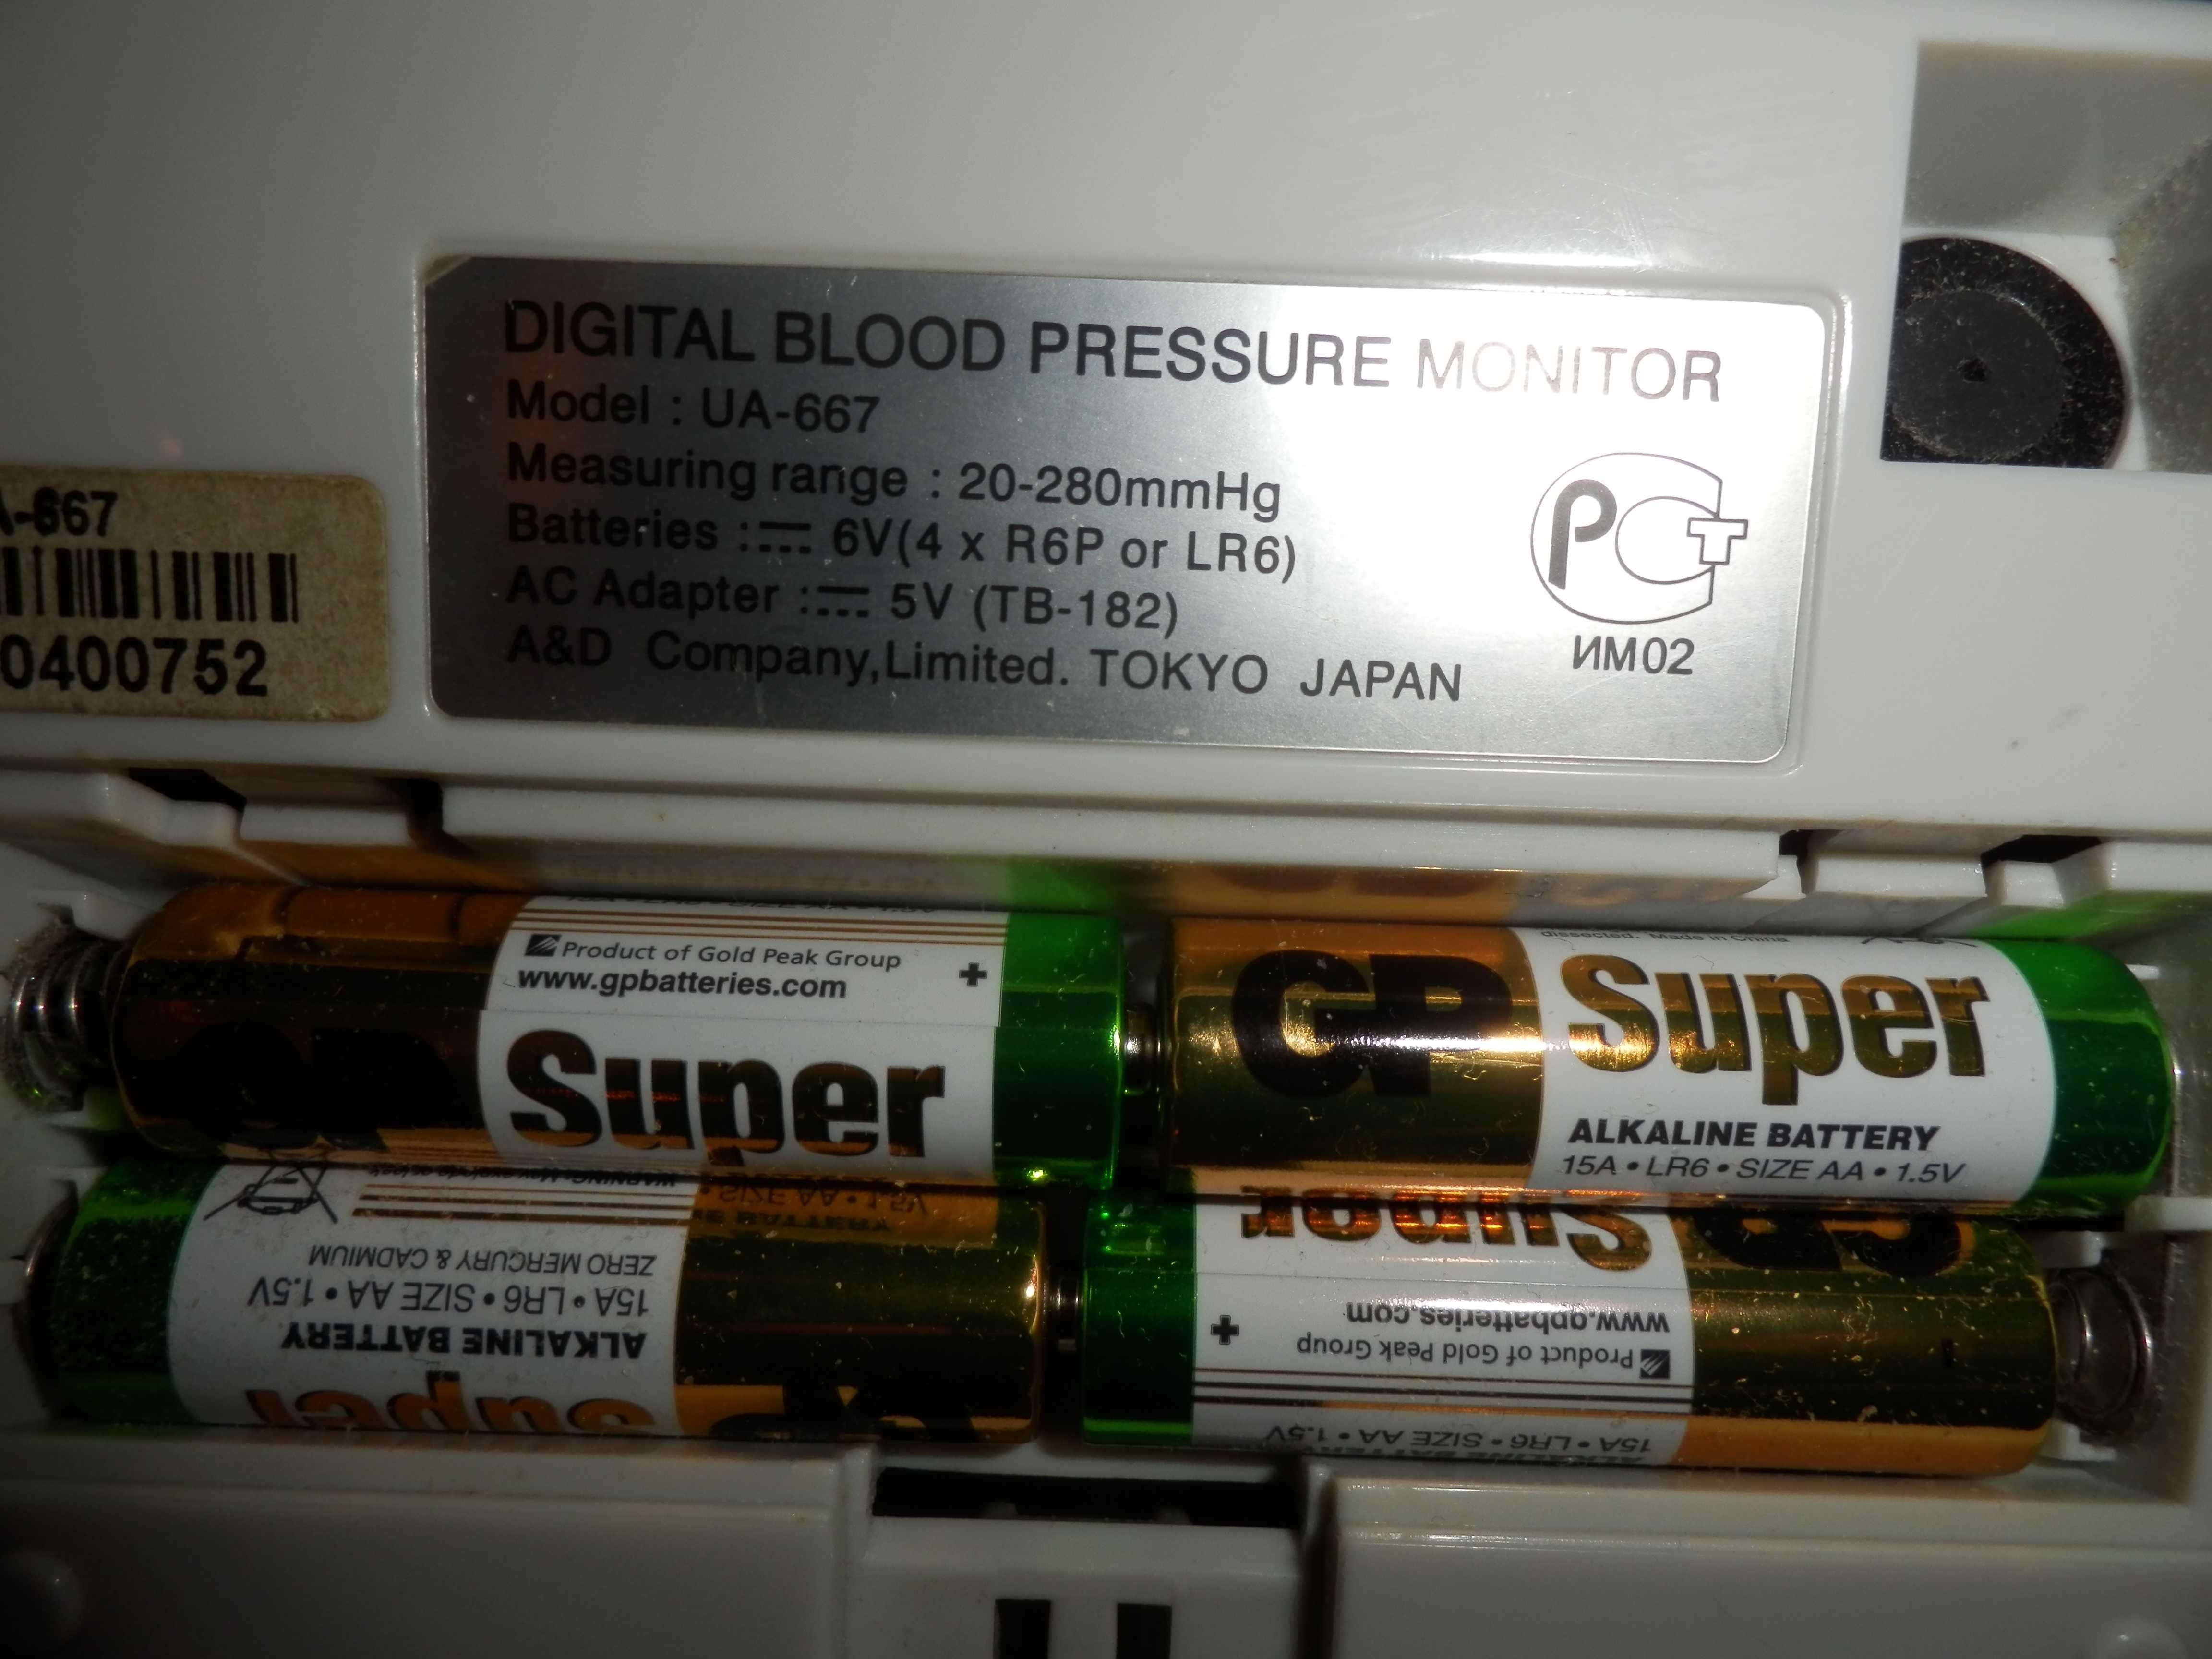 DIGITAL BLOOD PRESSURE MONITOR
Model : UA-667
Measuring range : 20-280mmHg
Batteries : 6V(4 x R6P or LR6)
AC Adapter : 5V (TB-182)
A&D Company,Limited. TOKYO JAPAN
РСТ
ИМ02
A-667
0400752
Product of Gold Peak Group
www.gpbatteries.com
+
GP Super
dissected. Made in China
GP Super
ALKALINE BATTERY
15A • LR6 • SIZE AA • 1.5V
Super
ALKALINE BATTERY
15A • LR6 • SIZE AA • 1.5V
ZERO MERCURY & CADMIUM
15A • LR6 • SIZE AA • 1.5V
Product of Gold Peak Group
www.gpbatteries.com
+
GP Super